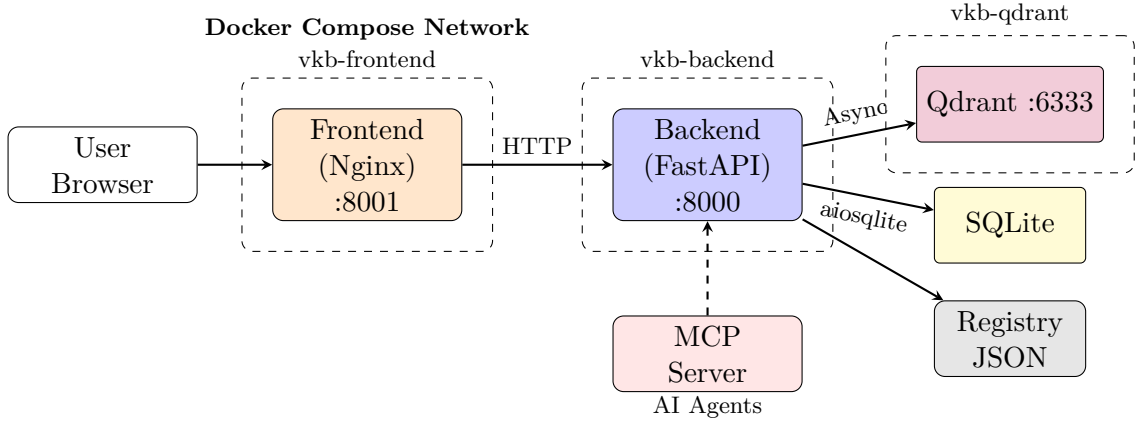 vkb-qdrant
Docker Compose Network
vkb-frontend
vkb-backend
User
Browser
Frontend
(Nginx)
:8001
HTTP
Backend
(FastAPI)
:8000
Async
Qdrant :6333
aiosqlite
SQLite
Registry
JSON
MCP
Server
AI Agents